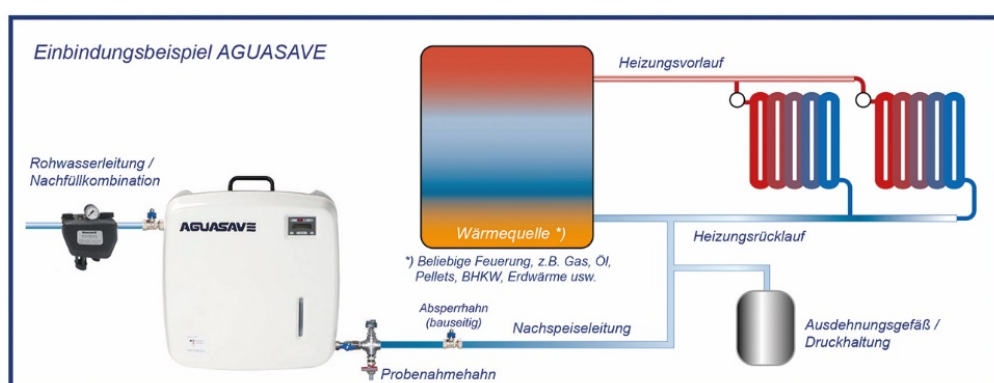 Einbindungsbeispiel AGUASAVE
Heizungsvorlauf
Rohwasserleitung /
Nachfüllkombination
AGUASAVE
Wärmequelle *)
Heizungsrücklauf
*) Beliebige Feuerung, z.B. Gas, Öl,
Pellets, BHKW, Erdwärme usw.
Absperrhahn
(bauseitig)
Nachspeiseleitung
Ausdehnungsgefäß /
Druckhaltung
Probenahmehahn